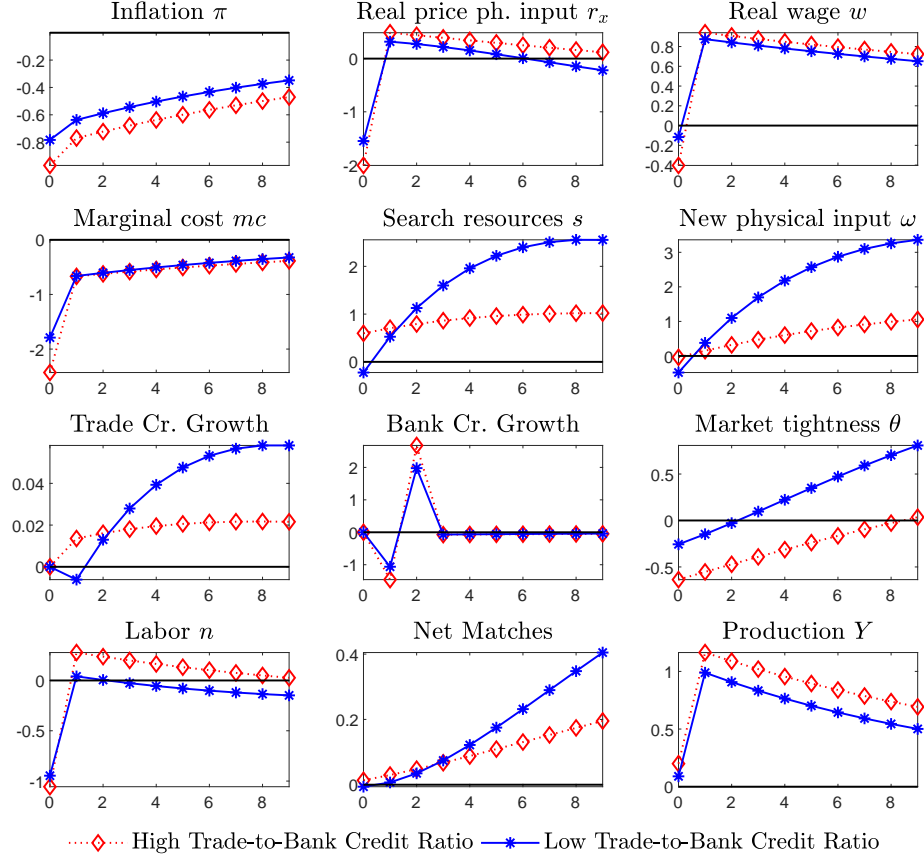 Inflation π Real price ph. input r_x Real wage w
-0.2
-0.4
-0.6
-0.8
0 2 4 6 8
0
-1
-2
0 2 4 6 8
0.8
0.6
0.4
0.2
0
-0.2
-0.4
0 2 4 6 8
Marginal cost mc Search resources s New physical input ω
0
-1
-2
0 2 4 6 8
2
1
0
0 2 4 6 8
3
2
1
0
0 2 4 6 8
Trade Cr. Growth Bank Cr. Growth Market tightness θ
0.04
0.02
0
0 2 4 6 8
2
1
0
-1
0 2 4 6 8
0.5
0
-0.5
0 2 4 6 8
Labor n Net Matches Production Y
0
-0.5
-1
0 2 4 6 8
0.4
0.2
0
0 2 4 6 8
1
0.5
0
0 2 4 6 8
High Trade-to-Bank Credit Ratio Low Trade-to-Bank Credit Ratio